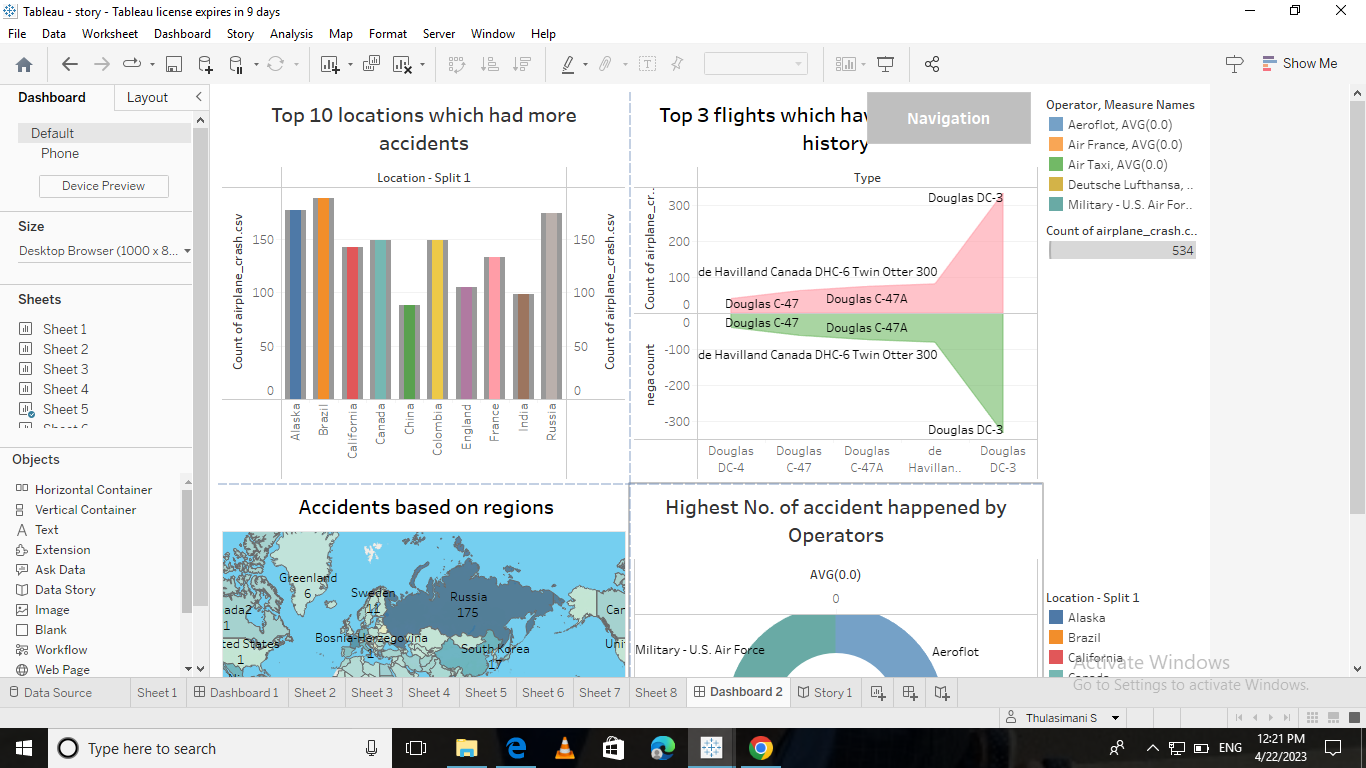 Tableau - story - Tableau license expires in 9 days
File Data Worksheet Dashboard Story Analysis Map Format Server Window Help
Show Me
Dashboard Layout
Default
Phone
Device Preview
Size
Desktop Browser (1000 x 8...
Sheets
Sheet 1
Sheet 2
Sheet 3
Sheet 4
Sheet 5
Objects
Horizontal Container
Vertical Container
Text
Extension
Ask Data
Data Story
Image
Blank
Workflow
Web Page
Top 10 locations which had more
accidents
Location - Split 1
Count of airplane_crash.csv
150
100
50
0
Alaska
Brazil
California
Canada
China
Colombia
England
France
India
Russia
150
100
50
0
Count of airplane_crash.csv
Top 3 flights which hav
history
Navigation
Type
Count of airplane_cr..
300
200
100
0
Douglas DC-3
de Havilland Canada DHC-6 Twin Otter 300
Douglas C-47
Douglas C-47A
nega count
0
-100
-200
-300
Douglas C-47
Douglas C-47A
de Havilland Canada DHC-6 Twin Otter 300
Douglas DC-3
Douglas
DC-4
Douglas
C-47
Douglas
C-47A
de
Havillan..
Douglas
DC-3
Accidents based on regions
Greenland
6
Sweden
11
Russia
175
ada2
1
Can
Bosnia-Herzegovina
1
ted States
1
South Korea
17
Uni
Highest No. of accident happened by
Operators
AVG(0.0)
0
Military - U.S. Air Force
Aeroflot
Operator, Measure Names
Aeroflot, AVG(0.0)
Air France, AVG(0.0)
Air Taxi, AVG(0.0)
Deutsche Lufthansa, ..
Military - U.S. Air For..
Count of airplane_crash.c..
534
Location - Split 1
Alaska
Brazil
California
Activate Windows
Go to Settings to activate Windows.
Data Source Sheet 1 Dashboard 1 Sheet 2 Sheet 3 Sheet 4 Sheet 5 Sheet 6 Sheet 7 Sheet 8 Dashboard 2 Story 1
Thulasimani S
Type here to search
ENG
12:21 PM
4/22/2023